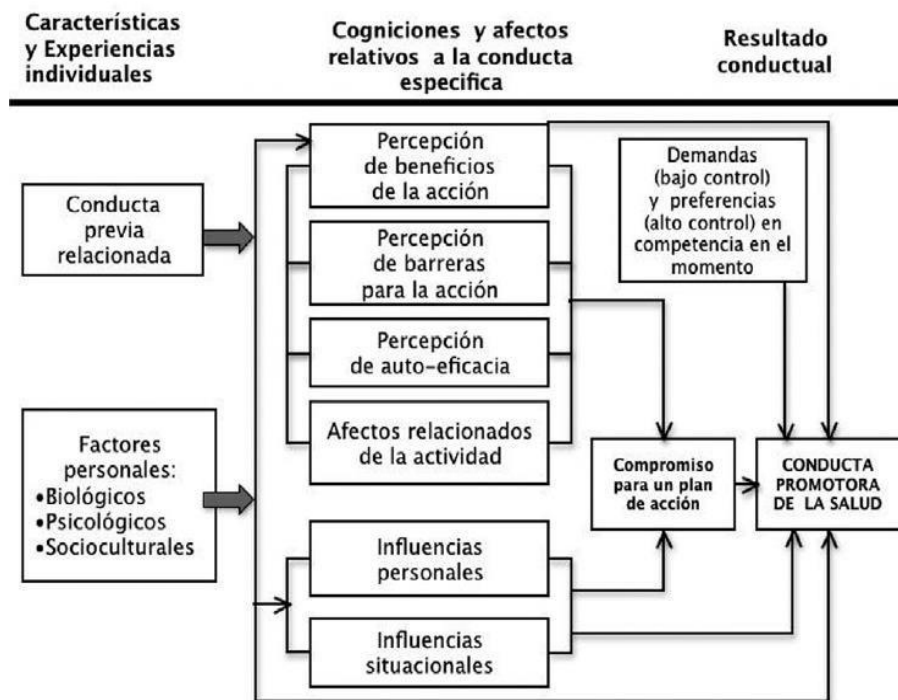 Características
y Experiencias
individuales
Cogniciones y afectos
relativos a la conducta
especifica
Resultado
conductual
Conducta
previa
relacionada
Factores
personales:
•Biológicos
•Psicológicos
•Socioculturales
Percepción
de beneficios
de la acción
Percepción
de barreras
para la acción
Percepción
de auto-eficacia
Afectos relacionados
de la actividad
Influencias
personales
Influencias
situacionales
Demandas
(bajo control)
y preferencias
(alto control) en
competencia en el
momento
Compromiso
para un plan
de acción
CONDUCTA
PROMOTORA
DE LA SALUD